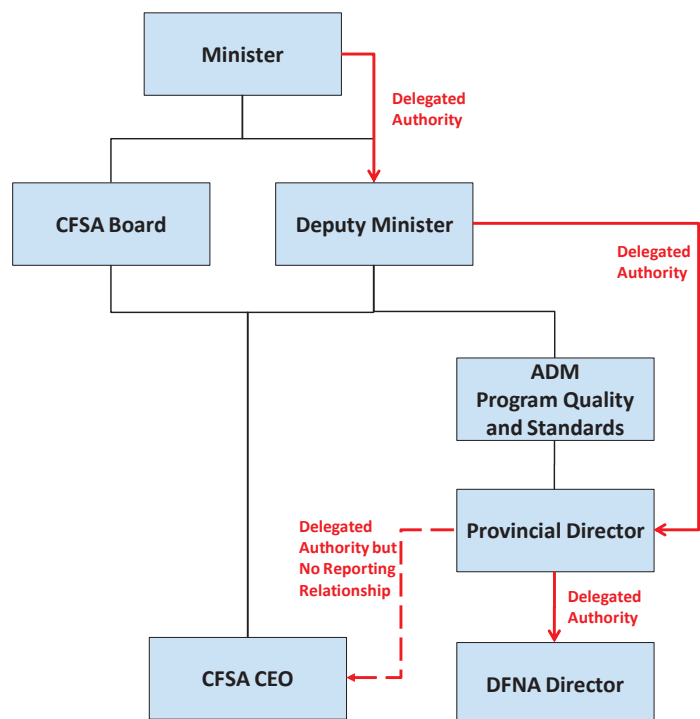 Minister
Delegated
Authority
CFSA Board
Deputy Minister
Delegated
Authority
ADM
Program Quality
and Standards
Provincial Director
Delegated
Authority but
No Reporting
Relationship
Delegated
Authority
CFSA CEO
DFNA Director